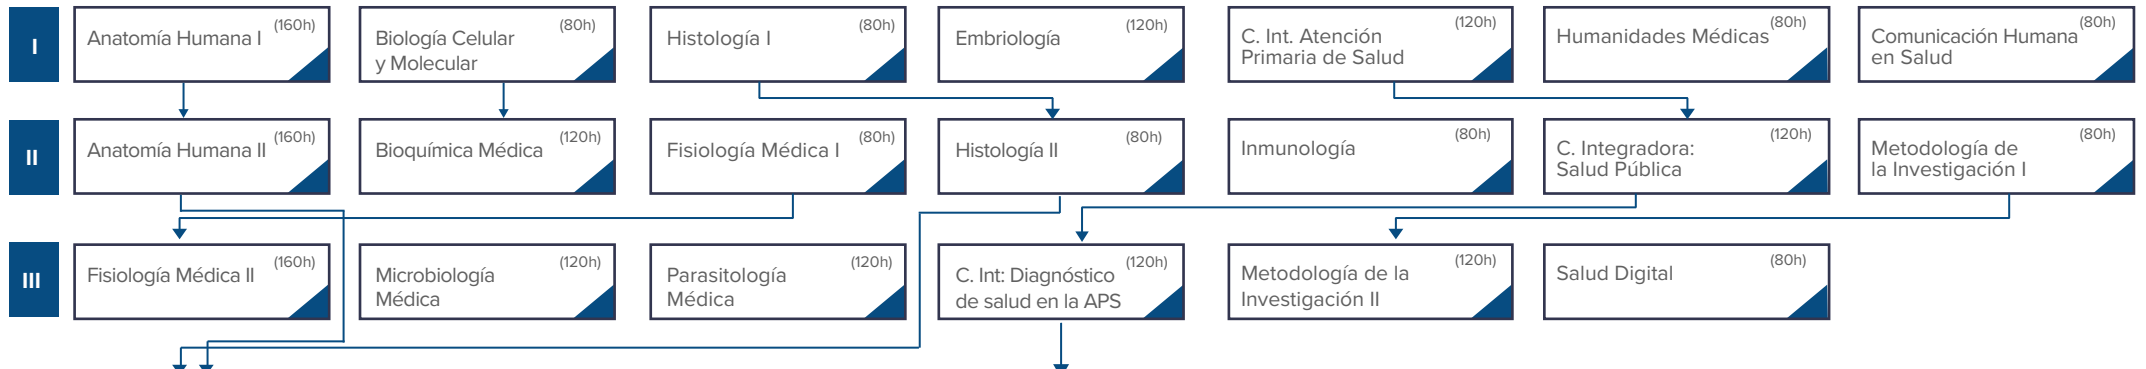 I
Anatomía Humana I (160h)
Biología Celular (80h)
y Molecular
Histología I (80h)
Embriología (120h)
C. Int. Atención (120h)
Primaria de Salud
Humanidades Médicas (80h)
Comunicación Humana (80h)
en Salud
II
Anatomía Humana II (160h)
Bioquímica Médica (120h)
Fisiología Médica I (80h)
Histología II (80h)
Inmunología (80h)
C. Integradora: (120h)
Salud Pública
Metodología de (80h)
la Investigación I
III
Fisiología Médica II (160h)
Microbiología (120h)
Médica
Parasitología (120h)
Médica
C. Int: Diagnóstico (120h)
de salud en la APS
Metodología de la (120h)
Investigación II
Salud Digital (80h)